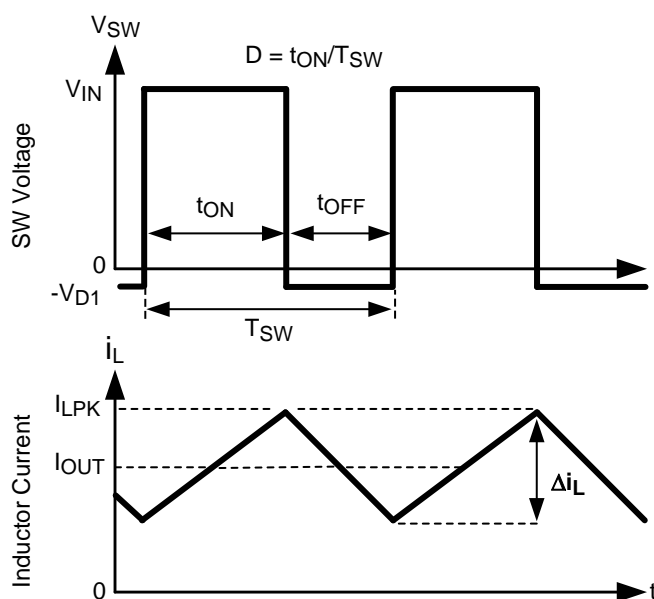 VSW
D = tON/TSW
VIN
SW Voltage
tON
tOFF
0
-VD1
TSW
iL
ILPK
Inductor Current
IOUT
ΔiL
0
t